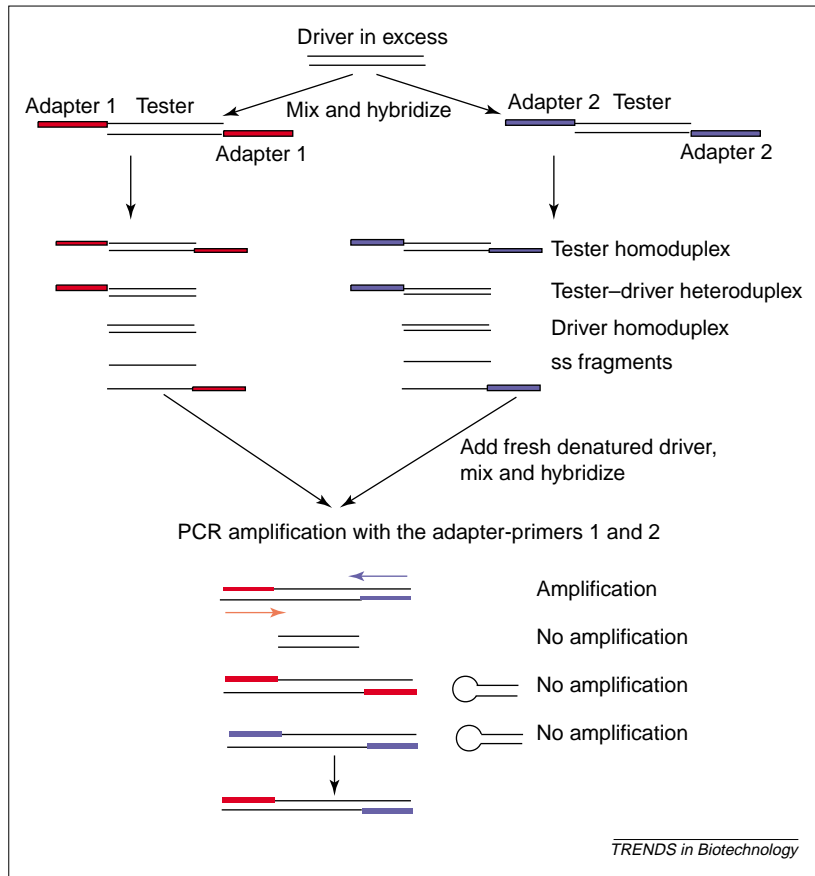 Driver in excess
Adapter 1 Tester
Mix and hybridize
Adapter 2 Tester
Adapter 1
Adapter 2
Tester homoduplex
Tester–driver heteroduplex
Driver homoduplex
ss fragments
Add fresh denatured driver,
mix and hybridize
PCR amplification with the adapter-primers 1 and 2
Amplification
No amplification
No amplification
No amplification
TRENDS in Biotechnology